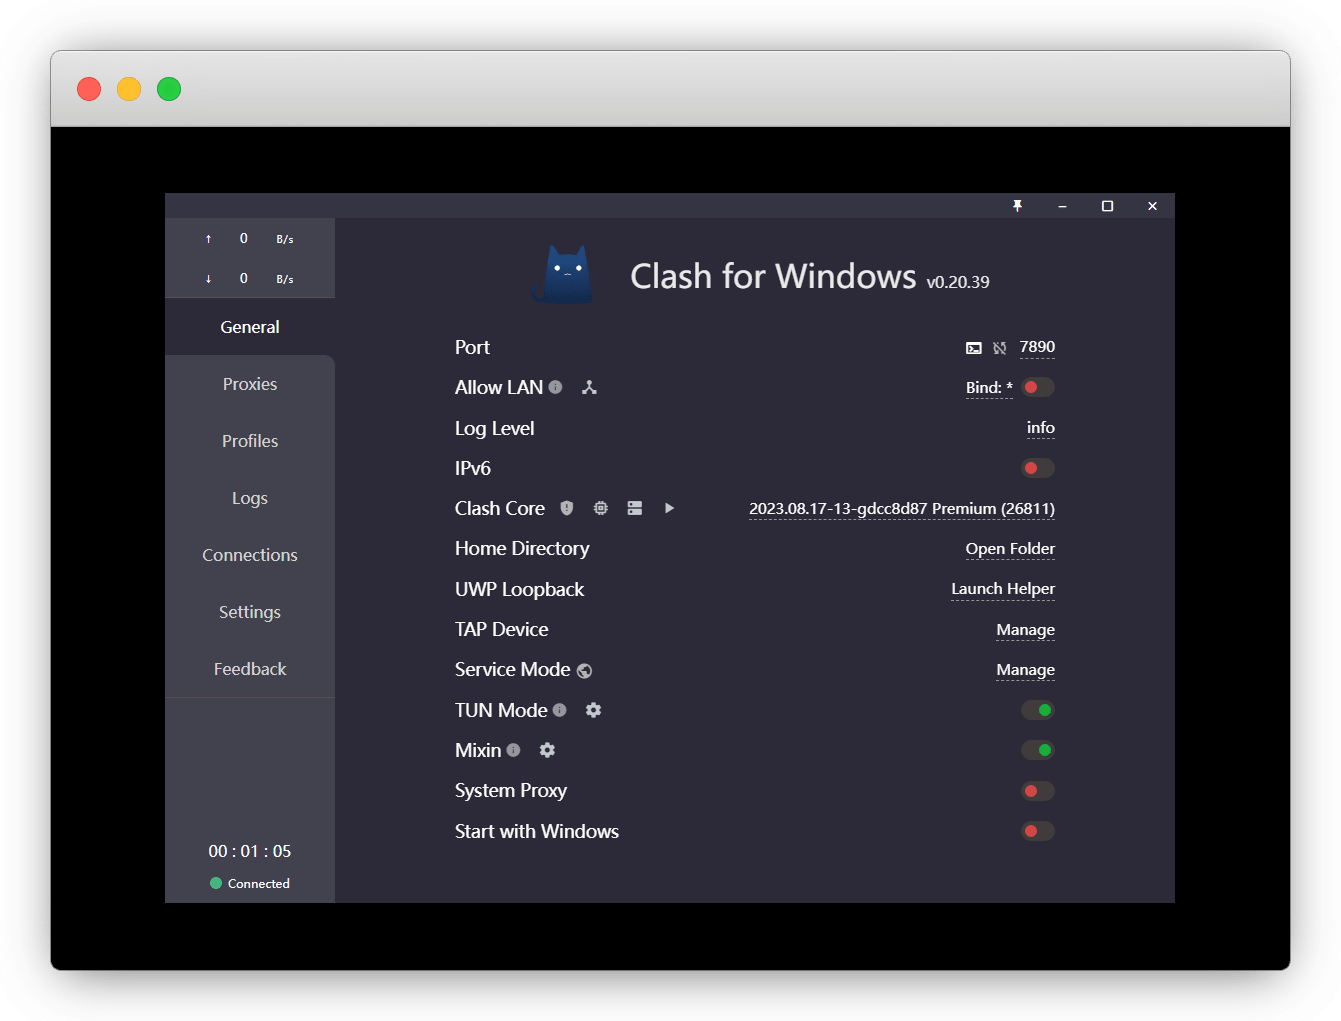 ↑ 0 B/s
↓ 0 B/s
General
Proxies
Profiles
Logs
Connections
Settings
Feedback
00 : 01 : 05
Connected
Clash for Windows v0.20.39
Port 7890
Allow LAN Bind: *
Log Level info
IPv6
Clash Core 2023.08.17-13-gdcc8d87 Premium (26811)
Home Directory Open Folder
UWP Loopback Launch Helper
TAP Device Manage
Service Mode Manage
TUN Mode
Mixin
System Proxy
Start with Windows